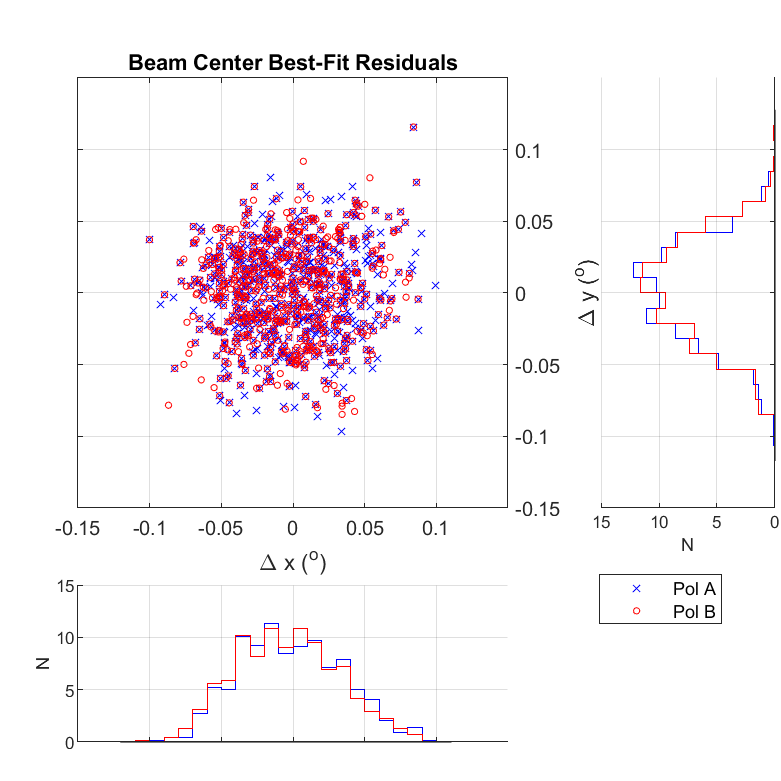 Beam Center Best-Fit Residuals
0.1
0.05
0
-0.05
-0.1
-0.15
Δ y (o)
-0.15 -0.1 -0.05 0 0.05 0.1
Δ x (o)
15 10 5 0
N
Pol A
Pol B
15
10
5
0
N